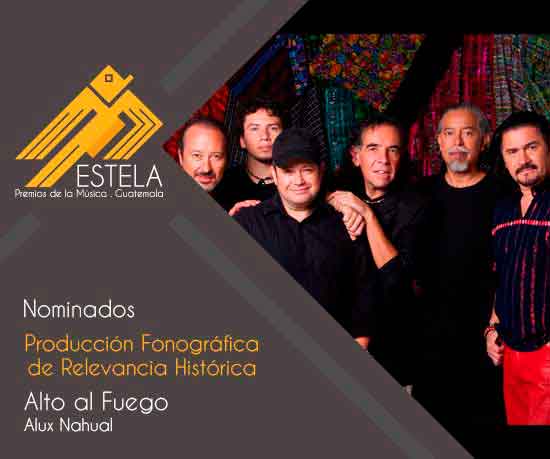 ESTELA
Premios de la Música . Guatemala
Nominados
Producción Fonográfica
de Relevancia Histórica
Alto al Fuego
Alux Nahual